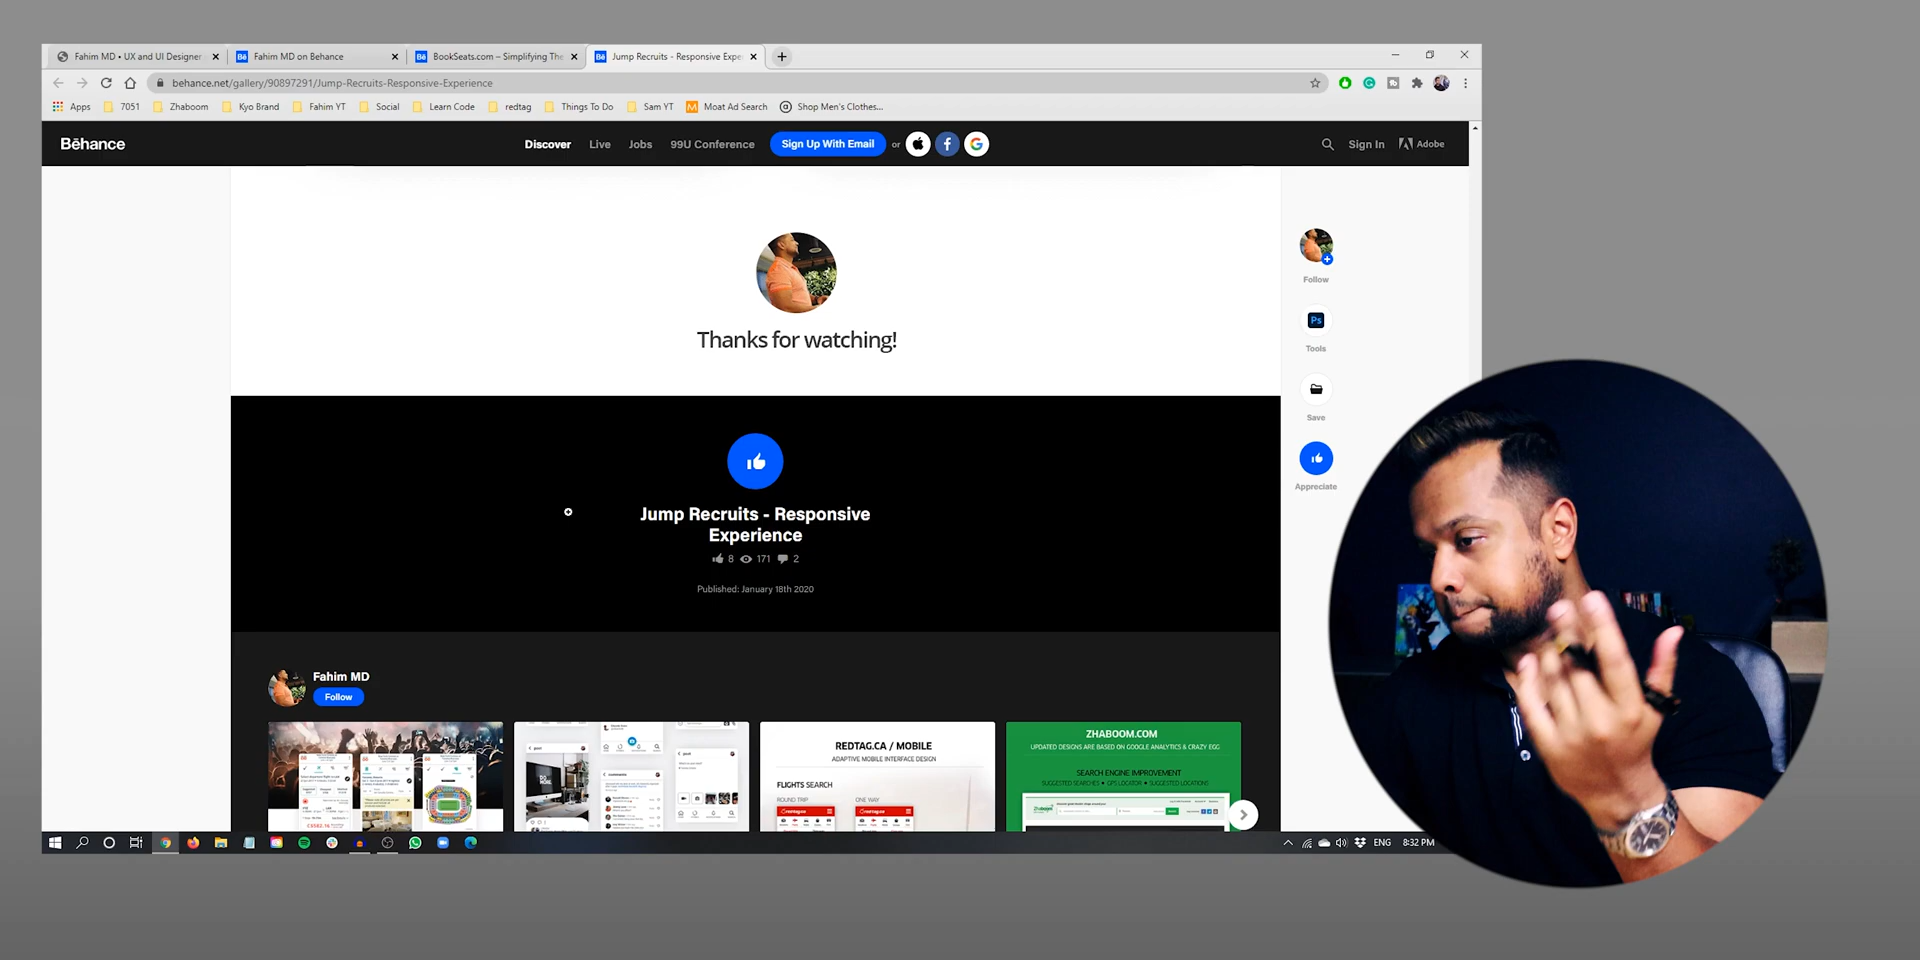 Fahim MD • UX and UI Designer
Fahim MD on Behance
BookSeats.com – Simplifying The
Jump Recruits - Responsive Expe
behance.net/gallery/90897291/Jump-Recruits-Responsive-Experience
Apps 7051 Zhaboom Kyo Brand Fahim YT Social Learn Code redtag Things To Do Sam YT Moat Ad Search Shop Men's Clothes...
Bēhance Discover Live Jobs 99U Conference Sign Up With Email or Sign In Adobe
Thanks for watching!
Follow
Ps
Tools
Save
Appreciate
Jump Recruits - Responsive
Experience
8 171 2
Published: January 18th 2020
Fahim MD
Follow
REDTAG.CA / MOBILE
ADAPTIVE MOBILE INTERFACE DESIGN
FLIGHTS SEARCH
ROUND TRIP ONE WAY
ZHABOOM.COM
UPDATED DESIGNS ARE BASED ON GOOGLE ANALYTICS & CRAZY EGG
SEARCH ENGINE IMPROVEMENT
SUGGESTED SEARCHES • GPS LOCATOR • SUGGESTED LOCATIONS
ENG 8:32 PM